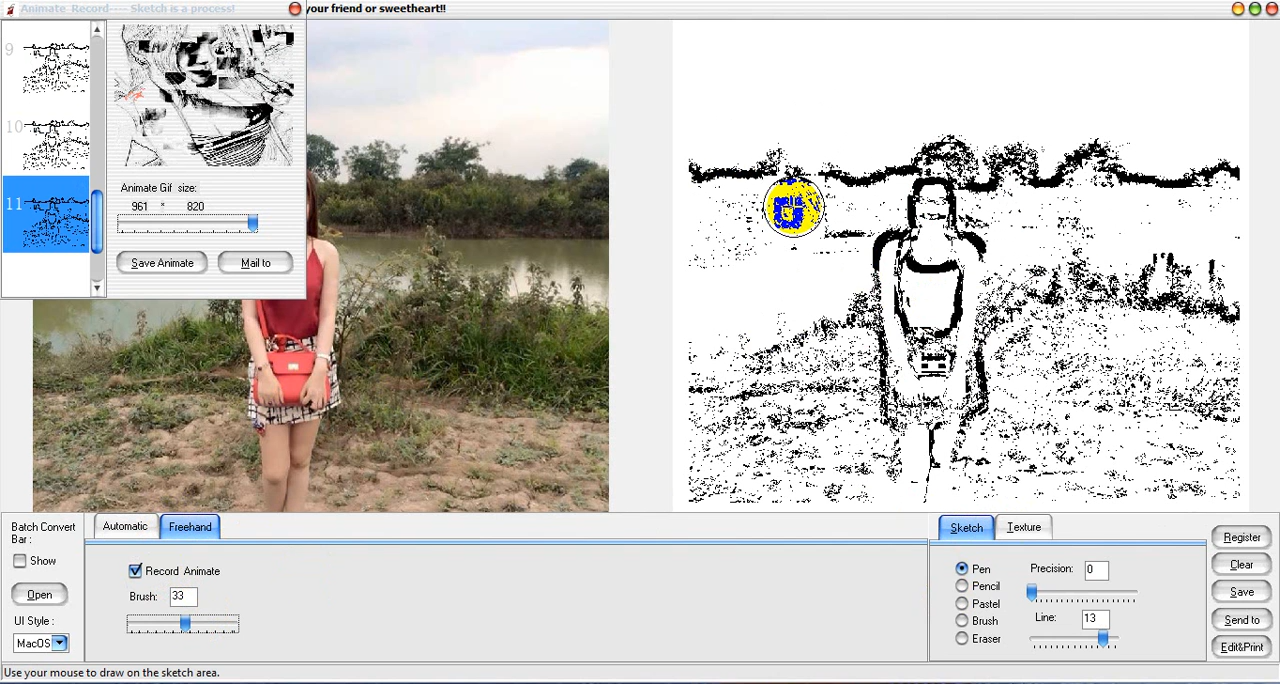 Animate Record---- Sketch is a process!
your friend or sweetheart!!
9
10
11
Animate Gif size:
961 * 820
Save Animate
Mail to
Batch Convert
Bar :
Show
Open
UI Style :
MacOS
Automatic
Freehand
Record Animate
Brush: 33
Sketch
Texture
Pen
Pencil
Pastel
Brush
Eraser
Precision: 0
Line: 13
Register
Clear
Save
Send to
Edit&Print
Use your mouse to draw on the sketch area.